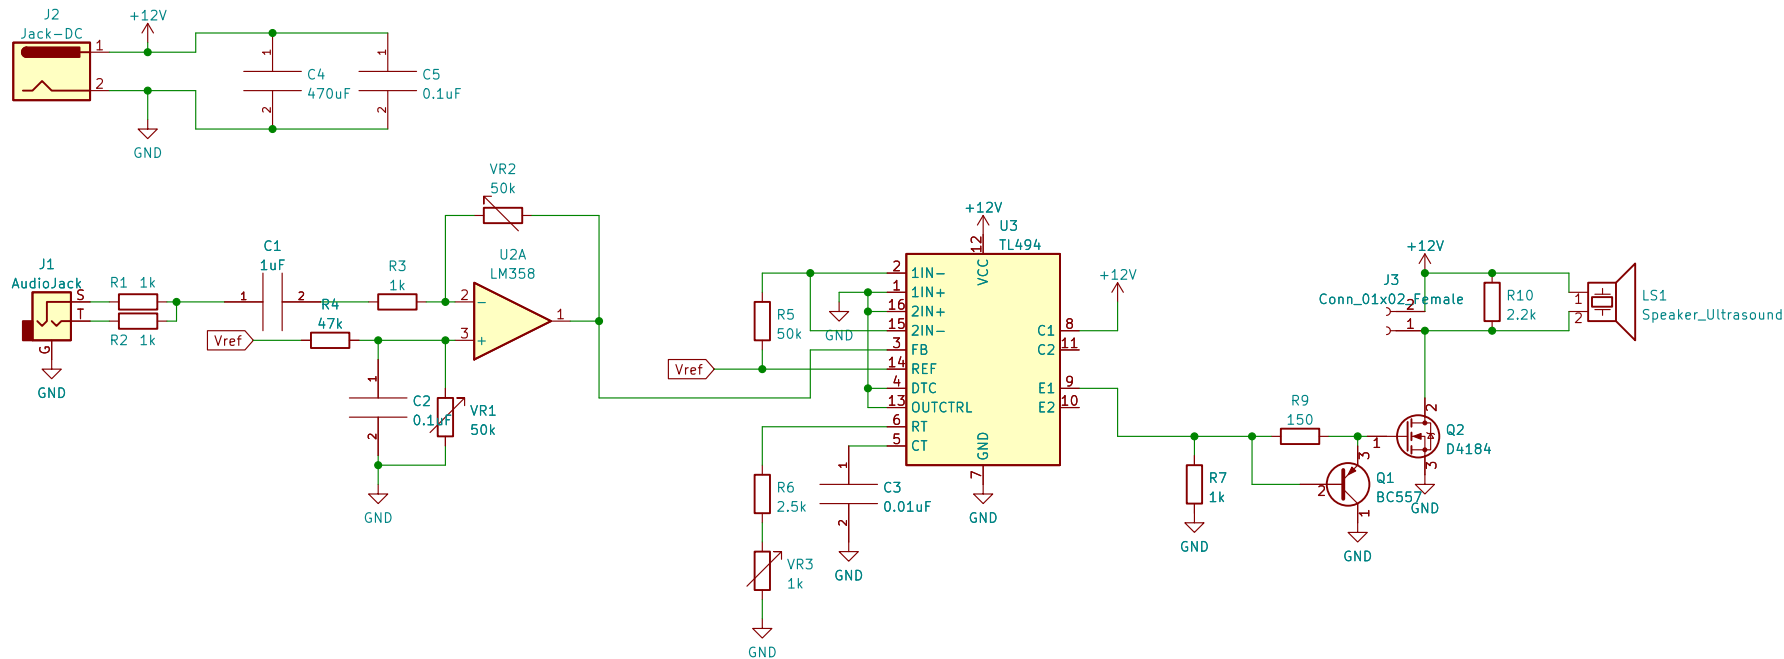 J2
Jack-DC
1
2
+12V
GND
1
2
C4
470uF
1
2
C5
0.1uF
J1
AudioJack
S
T
G
GND
R1 1k
R2 1k
C1
1uF
1
2
R3
1k
R4
47k
Vref
VR2
50k
U2A
LM358
2
3
1
−
+
1
2
C2
0.1uF
VR1
50k
GND
Vref
R5
50k
GND
+12V
U3
TL494
12
VCC
2
1IN-
1
1IN+
16
2IN+
15
2IN-
3
FB
14
REF
4
DTC
13
OUTCTRL
6
RT
5
CT
C1
8
C2
11
E1
9
E2
10
GND
7
GND
+12V
R6
2.5k
VR3
1k
GND
1
2
C3
0.01uF
GND
R7
1k
GND
R9
150
1
2
3
Q1
BC557
GND
1
2
3
Q2
D4184
GND
+12V
J3
Conn_01x02_Female
2
1
R10
2.2k
1
2
LS1
Speaker_Ultrasound